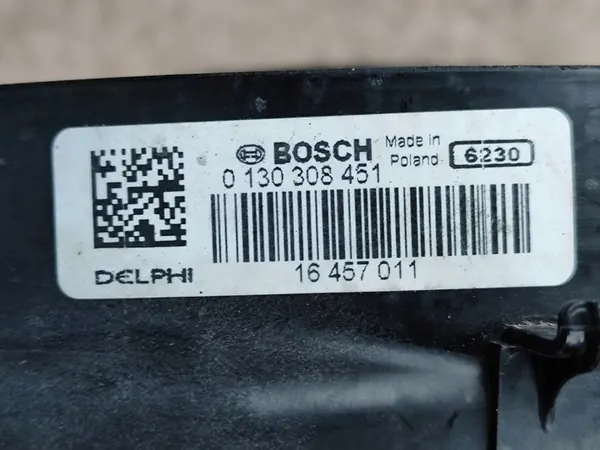 BOSCH Made in Poland 6230
0 130 308 451
DELPHI 16 457 011